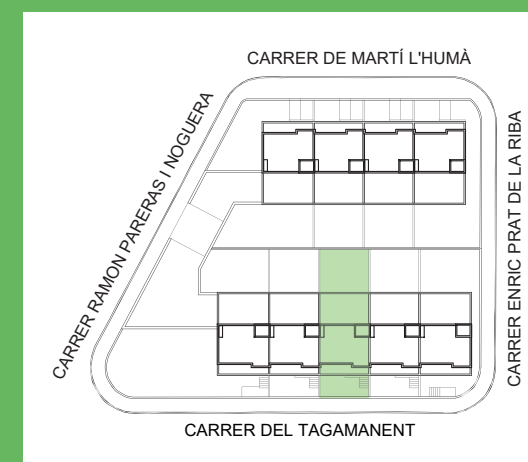 CARRER DE MARTÍ L'HUMÀ
CARRER RAMON PARERAS I NOGUERA
CARRER ENRIC PRAT DE LA RIBA
CARRER DEL TAGAMANENT